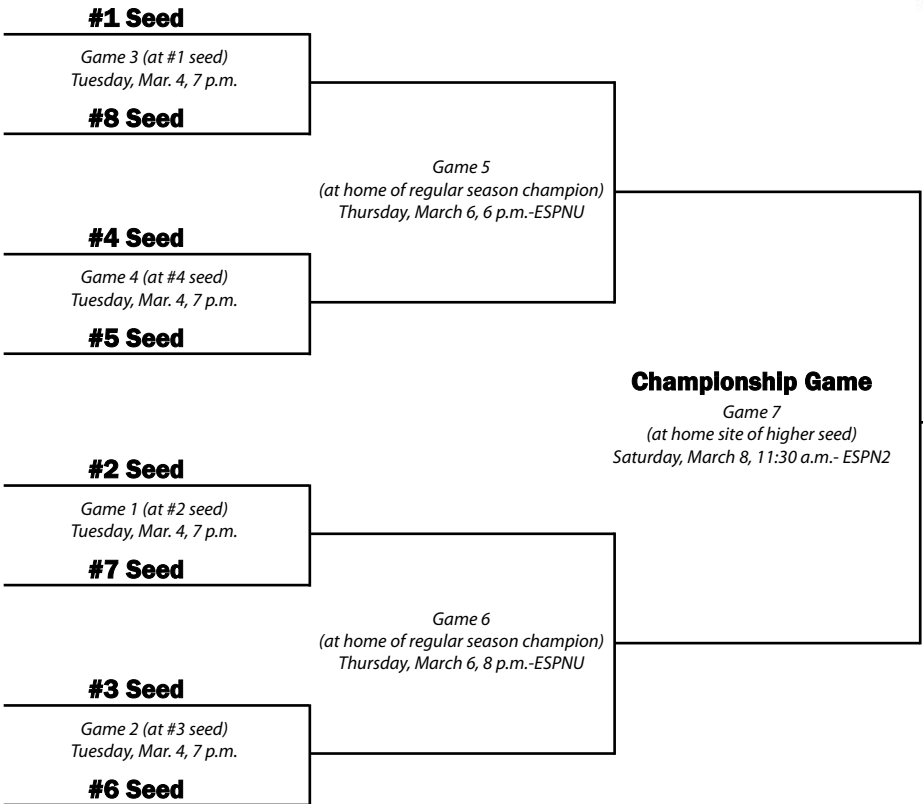 #1 Seed
Game 3 (at #1 seed)
Tuesday, Mar. 4, 7 p.m.
#8 Seed
Game 5
(at home of regular season champion)
Thursday, March 6, 6 p.m.-ESPNU
#4 Seed
Game 4 (at #4 seed)
Tuesday, Mar. 4, 7 p.m.
#5 Seed
Championship Game
Game 7
(at home site of higher seed)
Saturday, March 8, 11:30 a.m.- ESPN2
#2 Seed
Game 1 (at #2 seed)
Tuesday, Mar. 4, 7 p.m.
#7 Seed
Game 6
(at home of regular season champion)
Thursday, March 6, 8 p.m.-ESPNU
#3 Seed
Game 2 (at #3 seed)
Tuesday, Mar. 4, 7 p.m.
#6 Seed